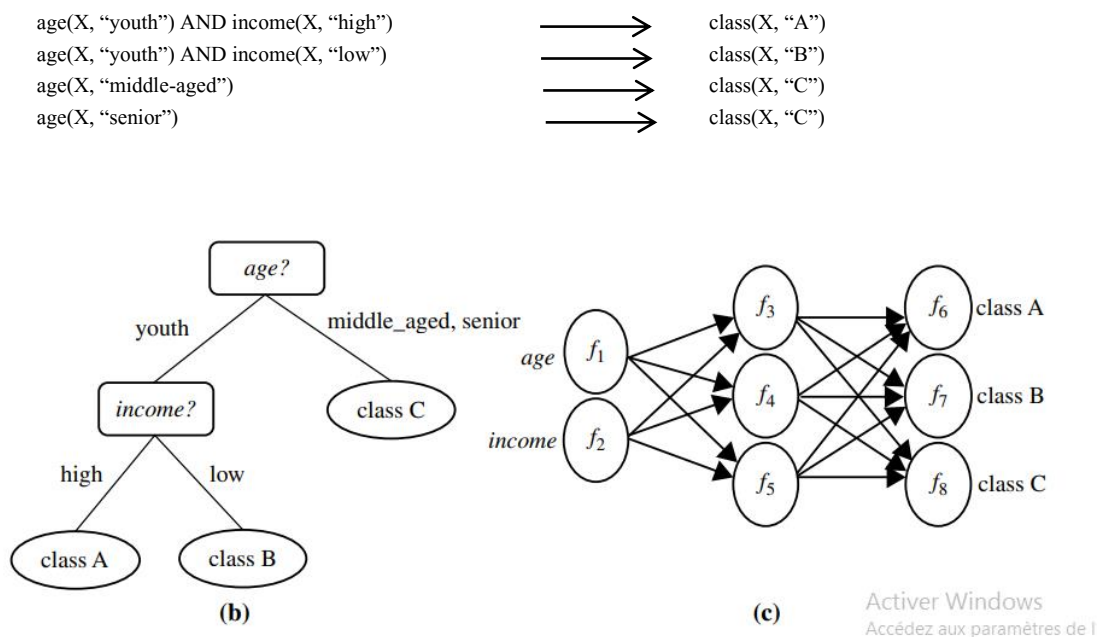 age(X, “youth”) AND income(X, “high”) class(X, “A”)
age(X, “youth”) AND income(X, “low”) class(X, “B”)
age(X, “middle-aged”) class(X, “C”)
age(X, “senior”) class(X, “C”)
age?
youth
middle_aged, senior
income?
class C
high
low
class A
class B
(b)
age
income
f1
f2
f3
f4
f5
f6
class A
f7
class B
f8
class C
(c)
Activer Windows
Accédez aux paramètres de l